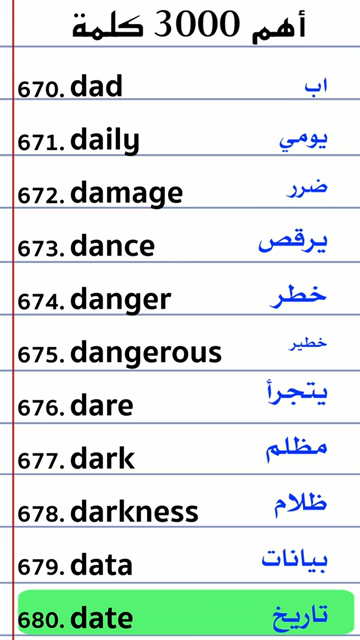 أهم 3000 كلمة
670. dad اب
671. daily يومي
672. damage ضرر
673. dance يرقص
674. danger خطر
675. dangerous خطير
676. dare يتجرأ
677. dark مظلم
678. darkness ظلام
679. data بيانات
680. date تاريخ